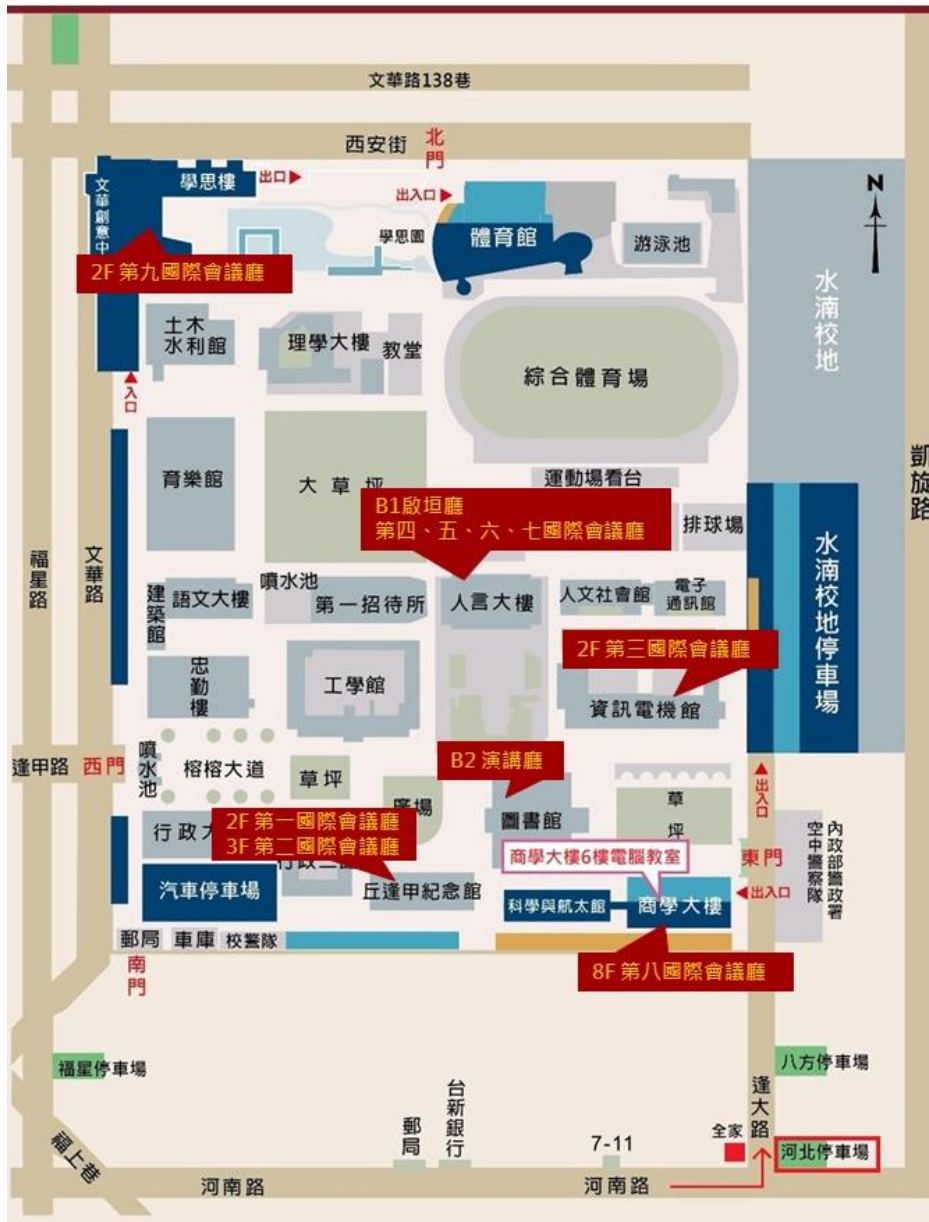 文華路138巷
西安街
北門
學思樓
出口
出入口
文華創意中
學思園
體育館
游泳池
N
2F 第九國際會議廳
水湳校地
土木
水利館
理學大樓
教堂
綜合體育場
入口
育樂館
大草坪
運動場看台
凱旋路
B1啟垣廳
第四、五、六、七國際會議廳
排球場
水湳校地停車場
福星路
文華路
建築館
語文大樓
噴水池
第一招待所
人言大樓
人文社會館
電子
通訊館
2F 第三國際會議廳
忠勤樓
工學館
資訊電機館
逢甲路
西門
噴水池
榕榕大道
草坪
B2 演講廳
出入口
廣場
圖書館
草坪
行政大
2F 第一國際會議廳
3F 第二國際會議廳
商學大樓6樓電腦教室
東門
內政部警政署
空中警察隊
汽車停車場
丘逢甲紀念館
科學與航太館
商學大樓
出入口
郵局
車庫
校警隊
南門
8F 第八國際會議廳
福星停車場
八方停車場
逢大路
台新銀行
郵局
7-11
全家
河北停車場
福上巷
河南路
河南路